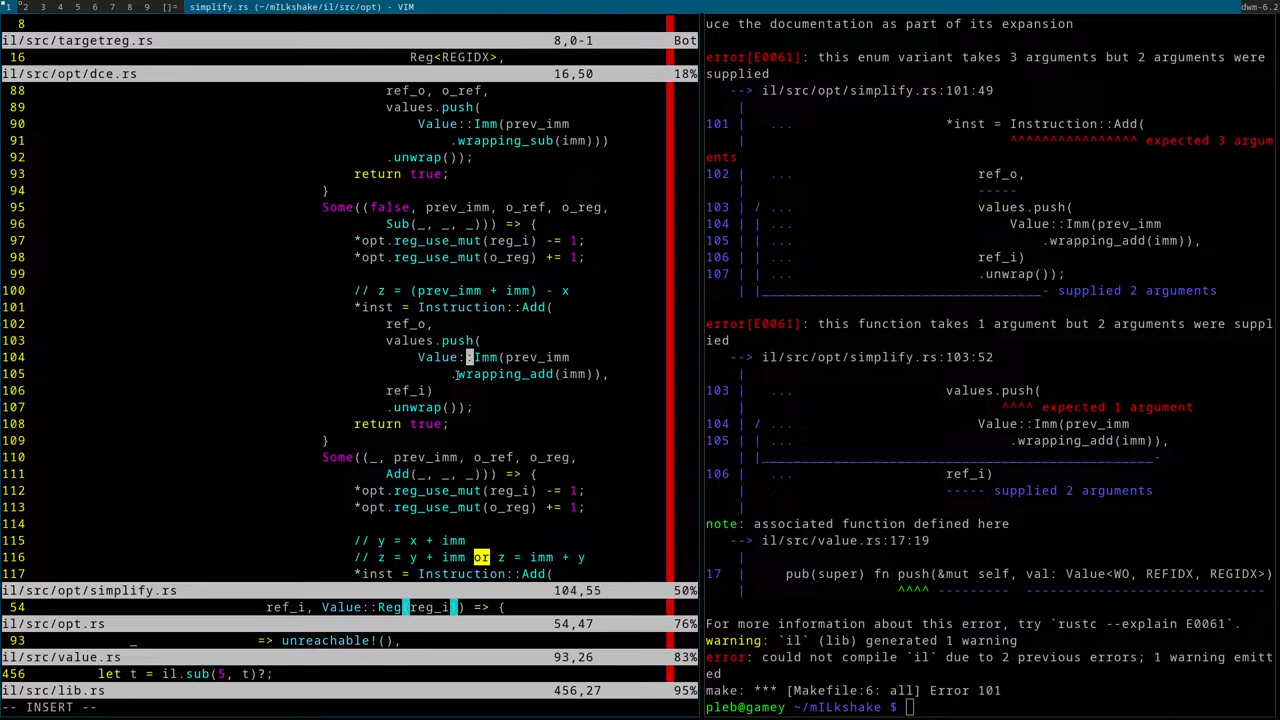 1 2 3 4 5 6 7 8 9 []= simplify.rs (~/mILkshake/il/src/opt) - VIM dwm-6.2
8
il/src/targetreg.rs 8,0-1 Bot
16 Reg<REGIDX>,
il/src/opt/dce.rs 16,50 18%
88 ref_o, o_ref,
89 values.push(
90 Value::Imm(prev_imm
91 .wrapping_sub(imm)))
92 .unwrap());
93 return true;
94 }
95 Some((false, prev_imm, o_ref, o_reg,
96 Sub(_, _, _))) => {
97 *opt.reg_use_mut(reg_i) -= 1;
98 *opt.reg_use_mut(o_reg) += 1;
99
100 // z = (prev_imm + imm) - x
101 *inst = Instruction::Add(
102 ref_o,
103 values.push(
104 Value::Imm(prev_imm
105 .wrapping_add(imm)),
106 ref_i)
107 .unwrap());
108 return true;
109 }
110 Some((_, prev_imm, o_ref, o_reg,
111 Add(_, _, _))) => {
112 *opt.reg_use_mut(reg_i) -= 1;
113 *opt.reg_use_mut(o_reg) += 1;
114
115 // y = x + imm
116 // z = y + imm or z = imm + y
117 *inst = Instruction::Add(
il/src/opt/simplify.rs 104,55 50%
54 ref_i, Value::Reg(reg_i)) => {
il/src/opt.rs 54,47 76%
93 _ => unreachable!(),
il/src/value.rs 93,26 83%
456 let t = il.sub(5, t)?;
il/src/lib.rs 456,27 95%
-- INSERT --
uce the documentation as part of its expansion
error[E0061]: this enum variant takes 3 arguments but 2 arguments were
supplied
--> il/src/opt/simplify.rs:101:49
|
101 | ... *inst = Instruction::Add(
| ^^^^^^^^^^^^^^^^ expected 3 argum
ents
102 | ... ref_o,
| -----
103 | / ... values.push(
104 | | ... Value::Imm(prev_imm
105 | | ... .wrapping_add(imm)),
106 | | ... ref_i)
107 | | ... .unwrap());
| |_____________________________________- supplied 2 arguments
error[E0061]: this function takes 1 argument but 2 arguments were suppl
ied
--> il/src/opt/simplify.rs:103:52
|
103 | ... values.push(
| ^^^^ expected 1 argument
104 | / ... Value::Imm(prev_imm
105 | | ... .wrapping_add(imm)),
| |____________________________________________________-
106 | ... ref_i)
| ----- supplied 2 arguments
|
note: associated function defined here
--> il/src/value.rs:17:19
|
17 | pub(super) fn push(&mut self, val: Value<WO, REFIDX, REGIDX>)
| ^^^^ --------- ------------------------------
For more information about this error, try `rustc --explain E0061`.
warning: `il` (lib) generated 1 warning
error: could not compile `il` due to 2 previous errors; 1 warning emitt
ed
make: *** [Makefile:6: all] Error 101
pleb@gamey ~/mILkshake $